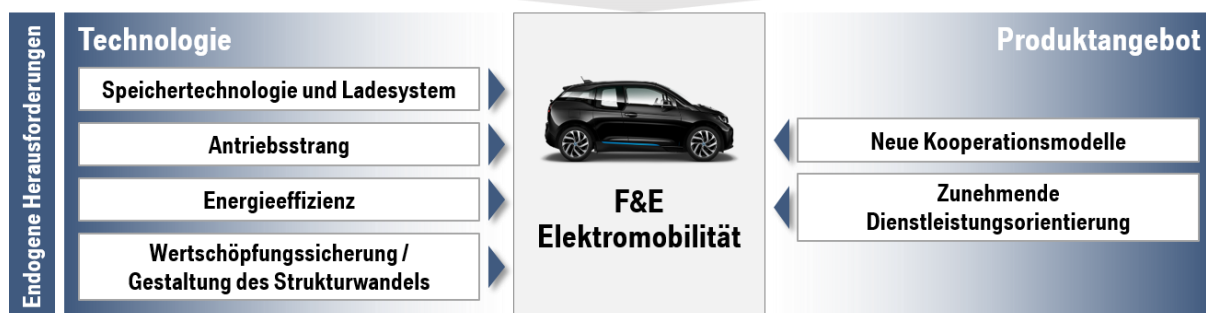 Endogene Herausforderungen
Technologie
Speichertechnologie und Ladesystem
Antriebsstrang
Energieeffizienz
Wertschöpfungssicherung /
Gestaltung des Strukturwandels
F&E
Elektromobilität
Produktangebot
Neue Kooperationsmodelle
Zunehmende
Dienstleistungsorientierung